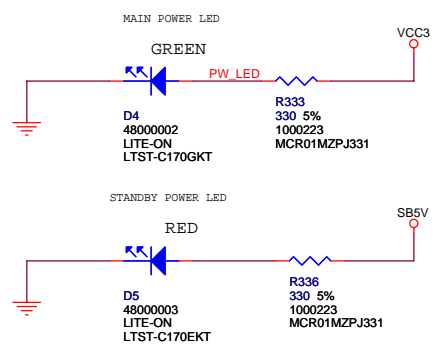 MAIN POWER LED
GREEN
VCC3
PW_LED
D4
48000002
LITE-ON
LTST-C170GKT
R333
330 5%
1000223
MCR01MZPJ331
STANDBY POWER LED
RED
SB5V
D5
48000003
LITE-ON
LTST-C170EKT
R336
330 5%
1000223
MCR01MZPJ331